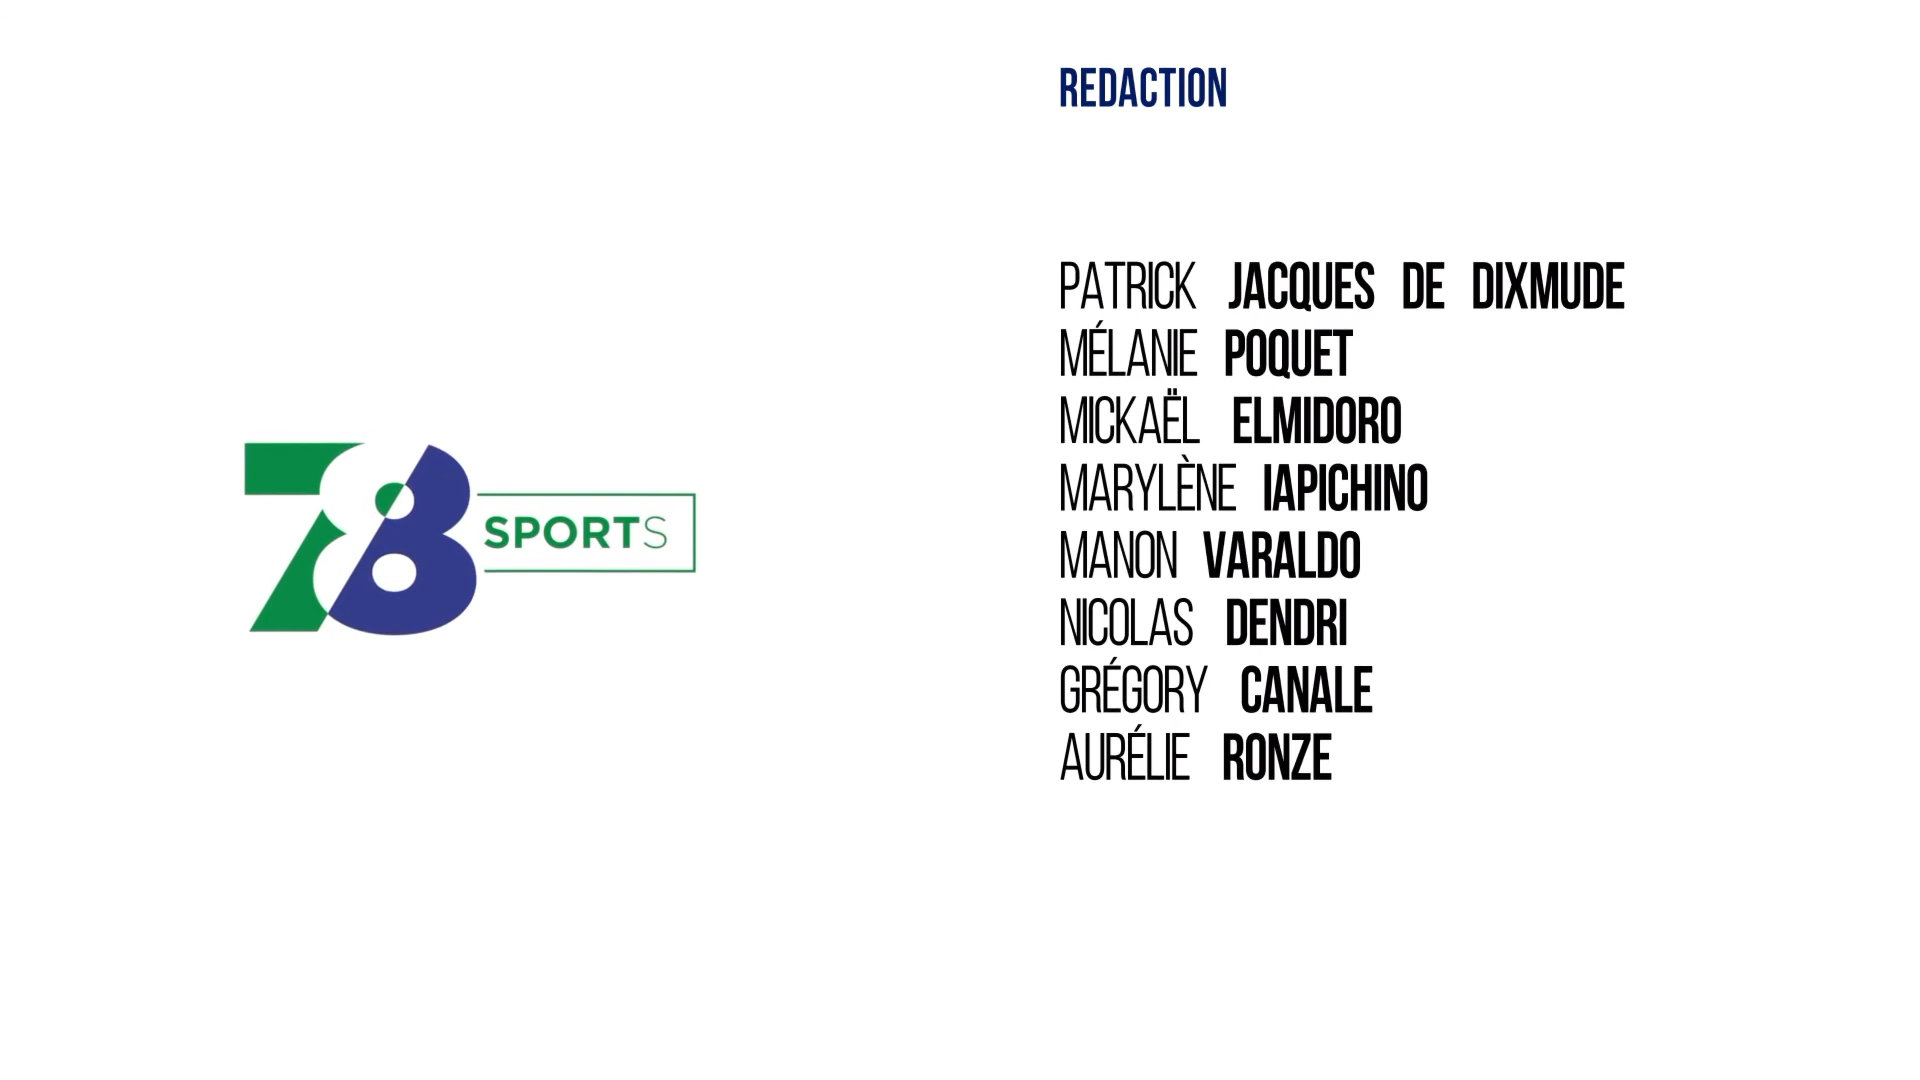 REDACTION
PATRICK JACQUES DE DIXMUDE
MÉLANIE POQUET
MICKAËL ELMIDORO
MARYLÈNE IAPICHINO
MANON VARALDO
NICOLAS DENDRI
GRÉGORY CANALE
AURÉLIE RONZE
78 SPORTS